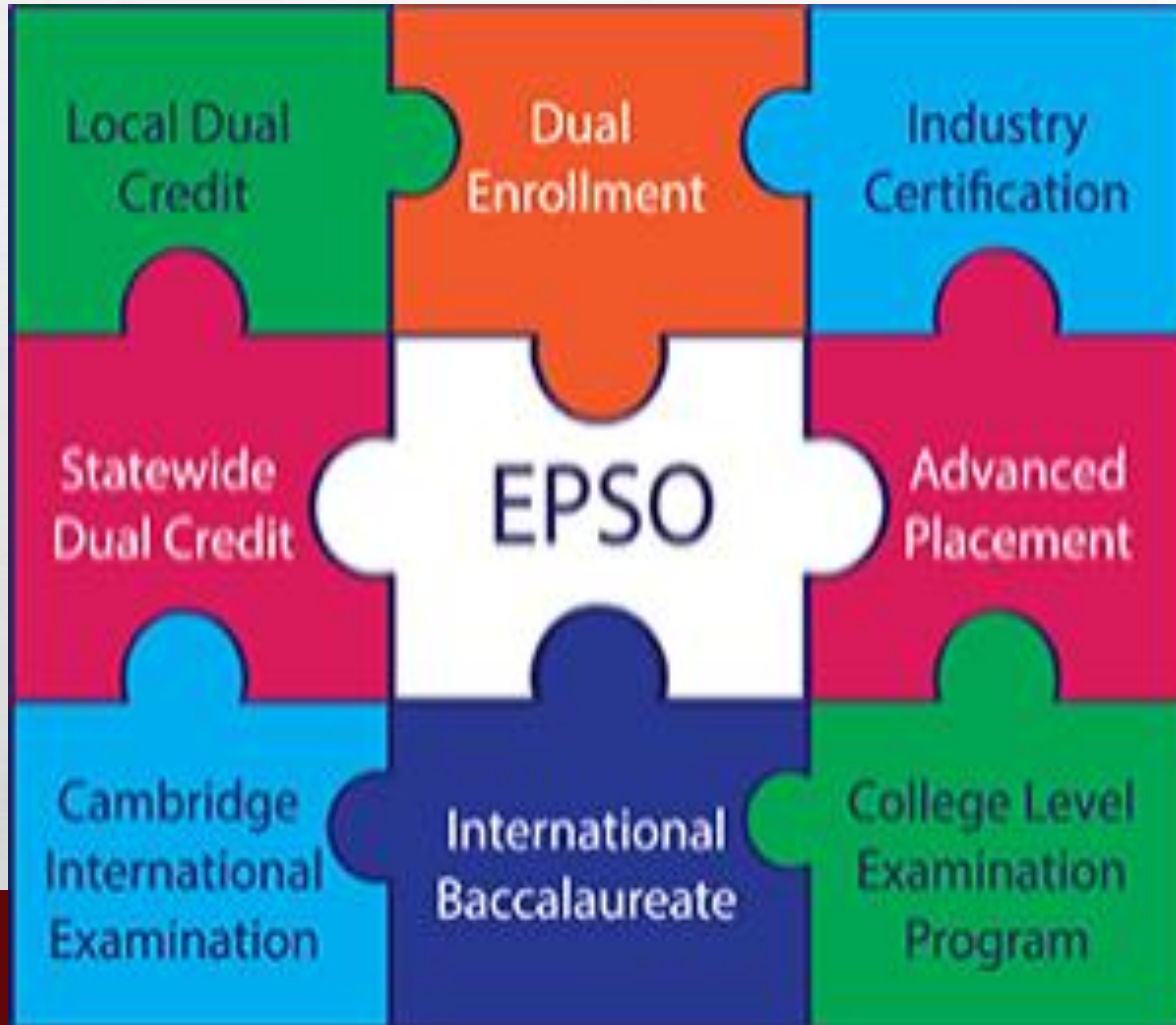 Local Dual
Credit
Dual
Enrollment
Industry
Certification
Statewide
Dual Credit
EPSO
Advanced
Placement
Cambridge
International
Examination
International
Baccalaureate
College Level
Examination
Program